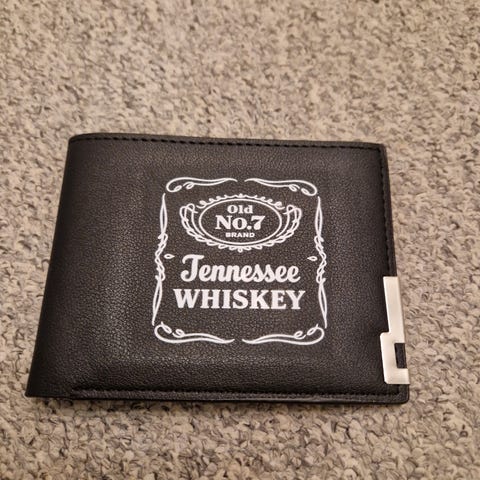 Old
No.7
BRAND
Tennessee
WHISKEY